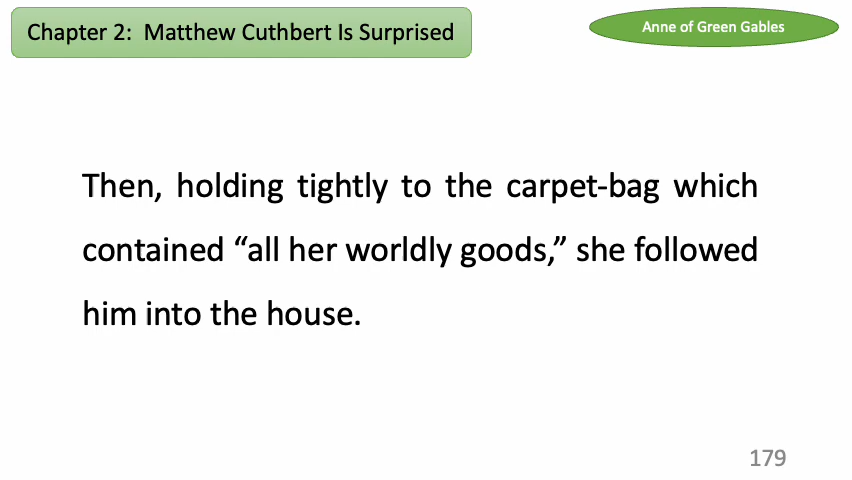 Chapter 2:  Matthew Cuthbert Is Surprised
Anne of Green Gables
Then, holding tightly to the carpet-bag which
contained “all her worldly goods,” she followed
him into the house.
179